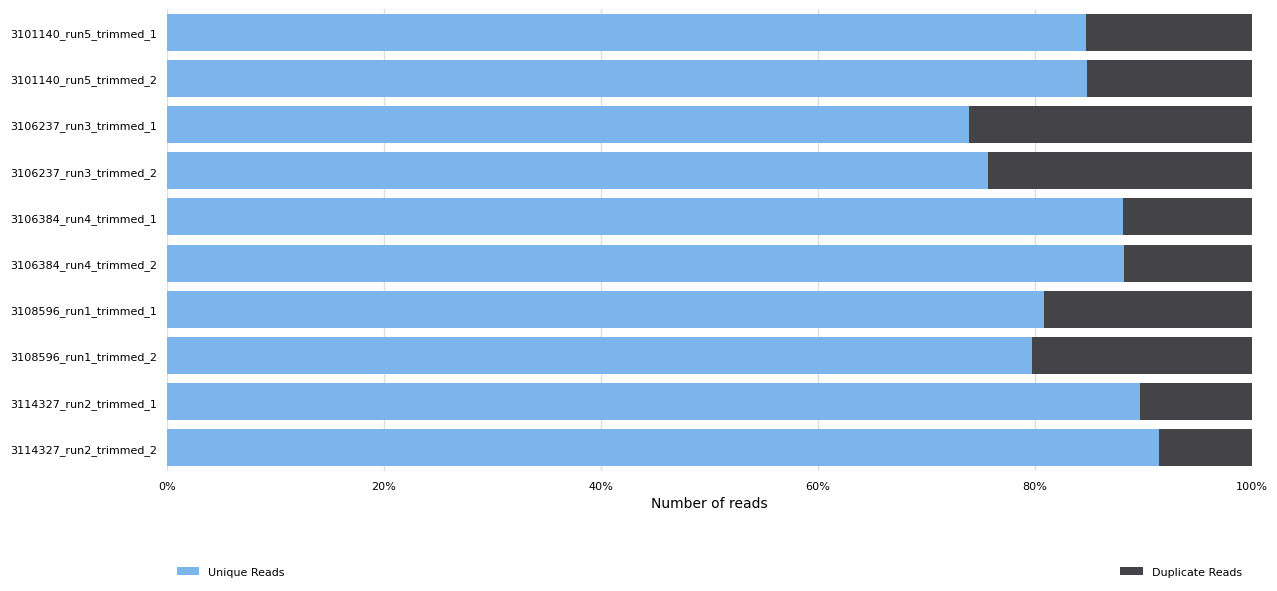 3101140_run5_trimmed_1
3101140_run5_trimmed_2
3106237_run3_trimmed_1
3106237_run3_trimmed_2
3106384_run4_trimmed_1
3106384_run4_trimmed_2
3108596_run1_trimmed_1
3108596_run1_trimmed_2
3114327_run2_trimmed_1
3114327_run2_trimmed_2
0% 20% 40% 60% 80% 100%
Number of reads
Unique Reads Duplicate Reads